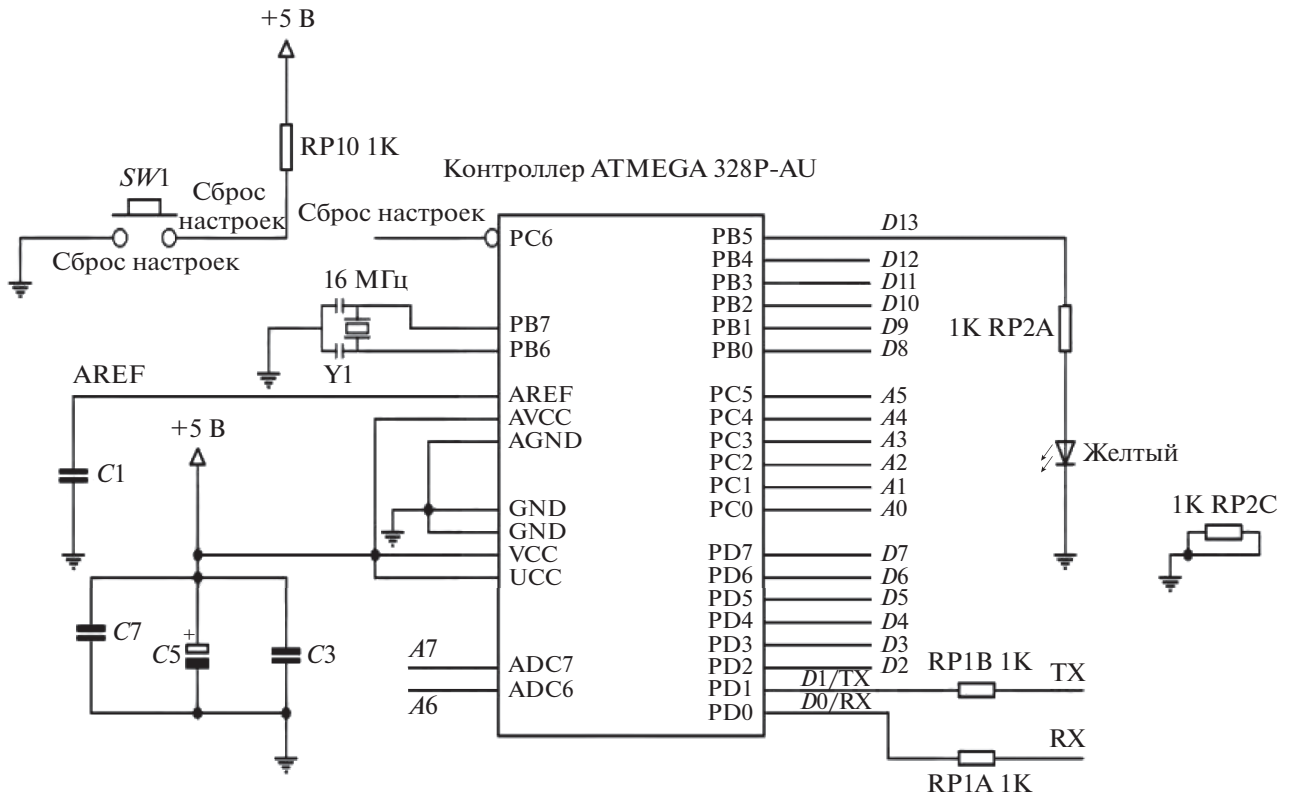 +5 В
RP10 1K
Контроллер ATMEGA 328P-AU
SW1
Сброс
настроек
Сброс настроек
Сброс настроек
PC6
16 МГц
PB7
PB6
Y1
AREF
AREF
AVCC
AGND
+5 В
C1
GND
GND
VCC
UCC
C7
C5
+
C3
A7
ADC7
A6
ADC6
PB5
D13
PB4
D12
PB3
D11
PB2
D10
PB1
D9
PB0
D8
1K RP2A
PC5
A5
PC4
A4
PC3
A3
PC2
A2
PC1
A1
PC0
A0
Желтый
1K RP2C
PD7
D7
PD6
D6
PD5
D5
PD4
D4
PD3
D3
PD2
D2
PD1
D1/TX
RP1B 1K
TX
PD0
D0/RX
RX
RP1A 1K